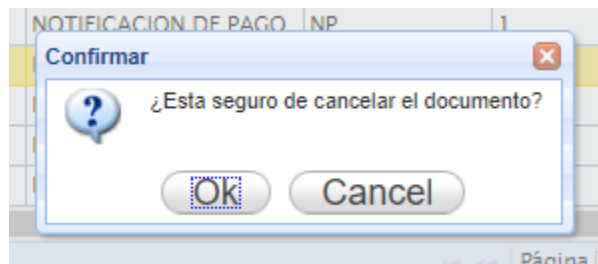 NOTIFICACION DE PAGO NP 1
Confirmar
¿Esta seguro de cancelar el documento?
Ok Cancel
Página